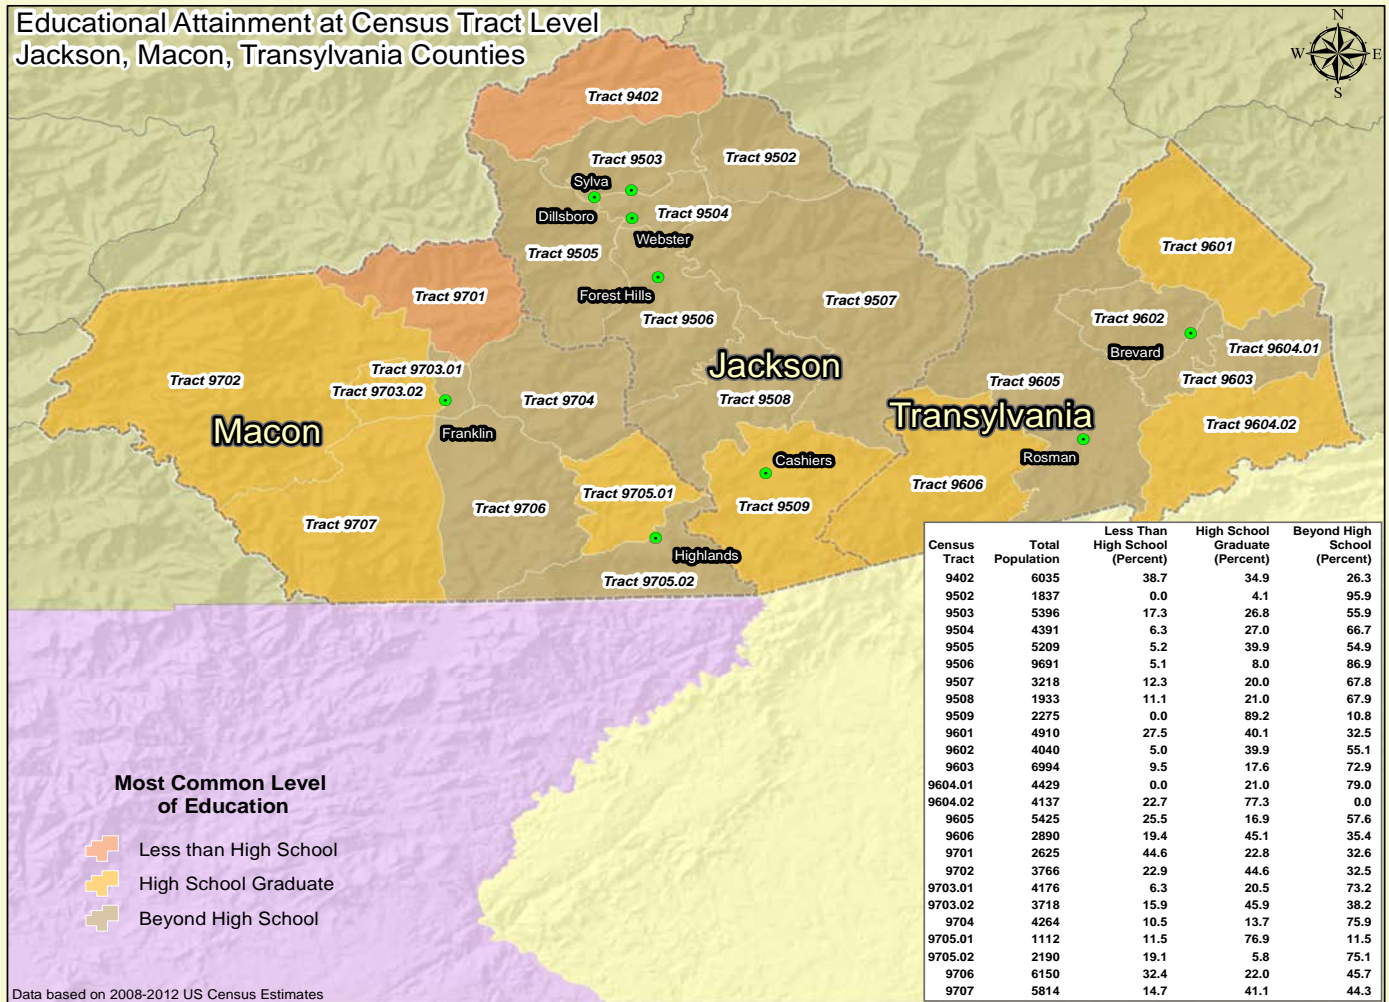 Educational Attainment at Census Tract Level
Jackson, Macon, Transylvania Counties
N
W E
S
Tract 9402
Tract 9503
Tract 9502
Sylva
Dillsboro
Tract 9504
Webster
Tract 9505
Tract 9601
Forest Hills
Tract 9701
Tract 9507
Tract 9506
Tract 9602
Brevard
Tract 9604.01
Jackson
Tract 9703.01
Tract 9702
Tract 9703.02
Tract 9605
Tract 9603
Tract 9704
Tract 9508
Transylvania
Macon
Franklin
Tract 9604.02
Cashiers
Rosman
Tract 9705.01
Tract 9606
Tract 9706
Tract 9509
Tract 9707
Highlands
Tract 9705.02
Census Tract Total Population Less Than High School (Percent) High School Graduate (Percent) Beyond High School (Percent)
9402 6035 38.7 34.9 26.3
9502 1837 0.0 4.1 95.9
9503 5396 17.3 26.8 55.9
9504 4391 6.3 27.0 66.7
9505 5209 5.2 39.9 54.9
9506 9691 5.1 8.0 86.9
9507 3218 12.3 20.0 67.8
9508 1933 11.1 21.0 67.9
9509 2275 0.0 89.2 10.8
9601 4910 27.5 40.1 32.5
9602 4040 5.0 39.9 55.1
9603 6994 9.5 17.6 72.9
9604.01 4429 0.0 21.0 79.0
9604.02 4137 22.7 77.3 0.0
9605 5425 25.5 16.9 57.6
9606 2890 19.4 45.1 35.4
9701 2625 44.6 22.8 32.6
9702 3766 22.9 44.6 32.5
9703.01 4176 6.3 20.5 73.2
9703.02 3718 15.9 45.9 38.2
9704 4264 10.5 13.7 75.9
9705.01 1112 11.5 76.9 11.5
9705.02 2190 19.1 5.8 75.1
9706 6150 32.4 22.0 45.7
9707 5814 14.7 41.1 44.3
Most Common Level
of Education
Less than High School
High School Graduate
Beyond High School
Data based on 2008-2012 US Census Estimates